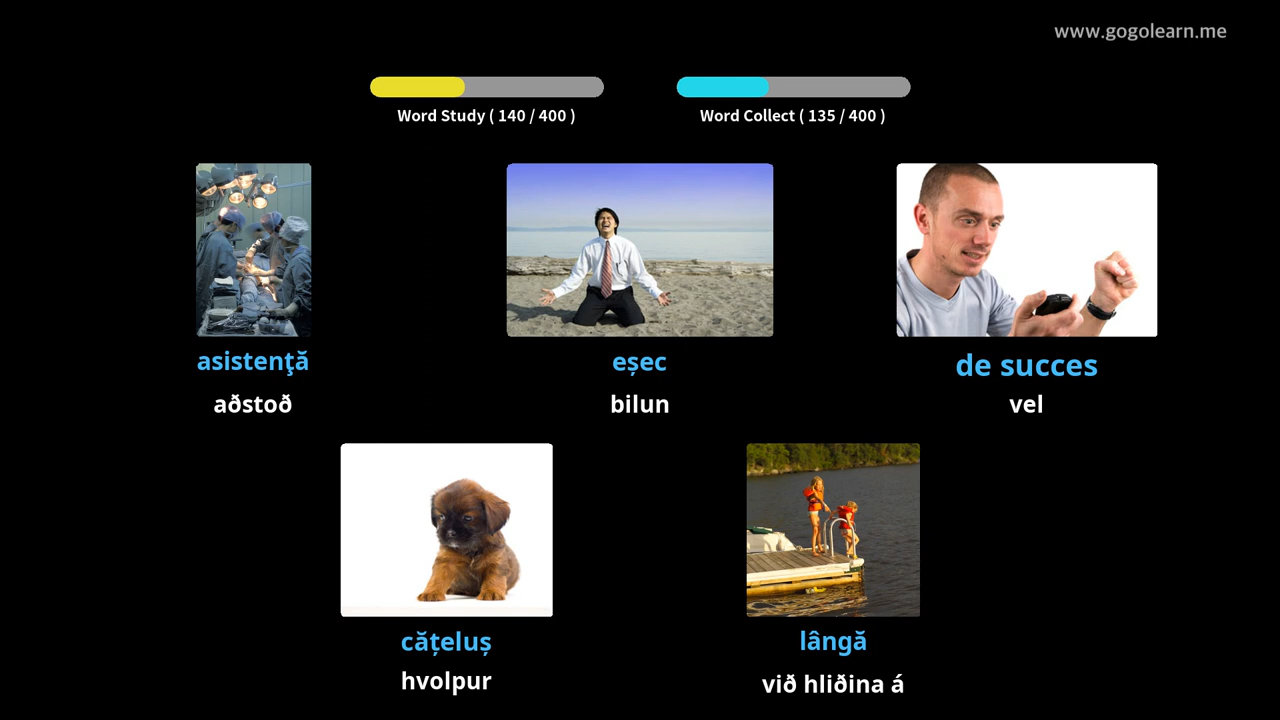 www.gogolearn.me
Word Study ( 140 / 400 )
Word Collect ( 135 / 400 )
asistenţă
aðstoð
eșec
bilun
de succes
vel
cățeluș
hvolpur
lângă
við hliðina á